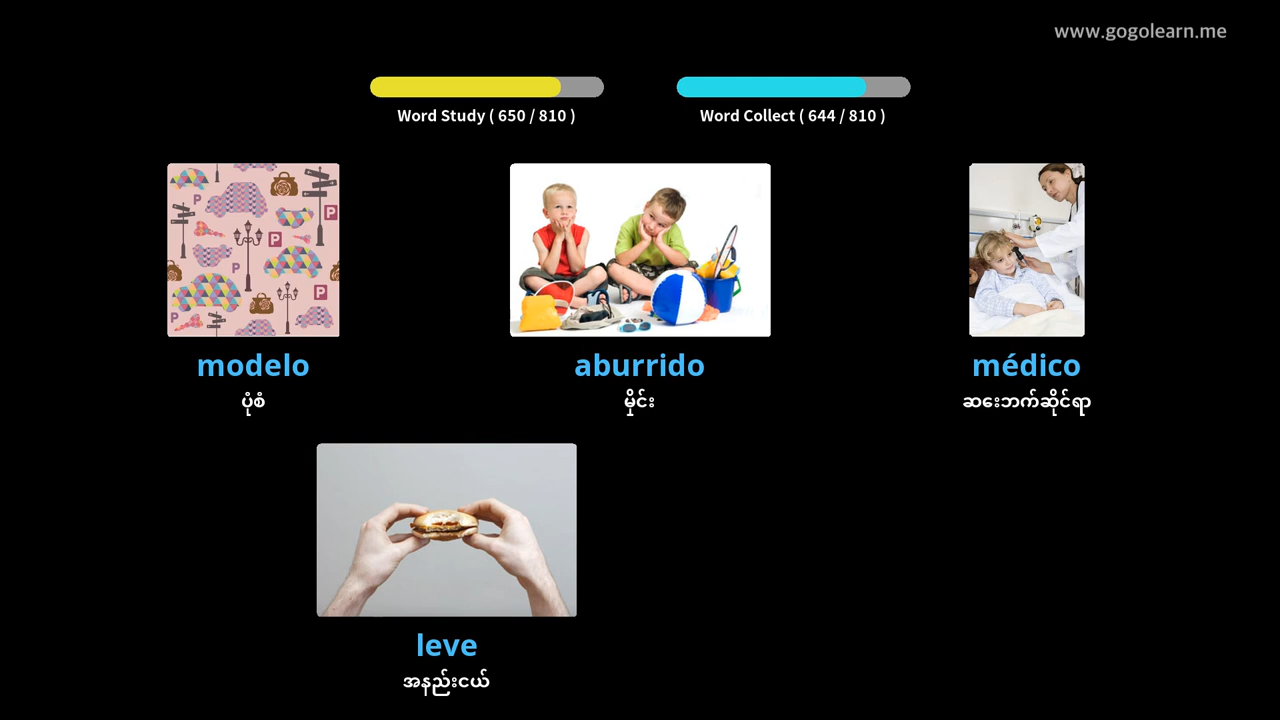 www.gogolearn.me
Word Study ( 650 / 810 )
Word Collect ( 644 / 810 )
P
P
P
P
P
P
modelo
ပုံစံ
aburrido
မှိုင်း
médico
ဆေးဘက်ဆိုင်ရာ
leve
အနည်းငယ်